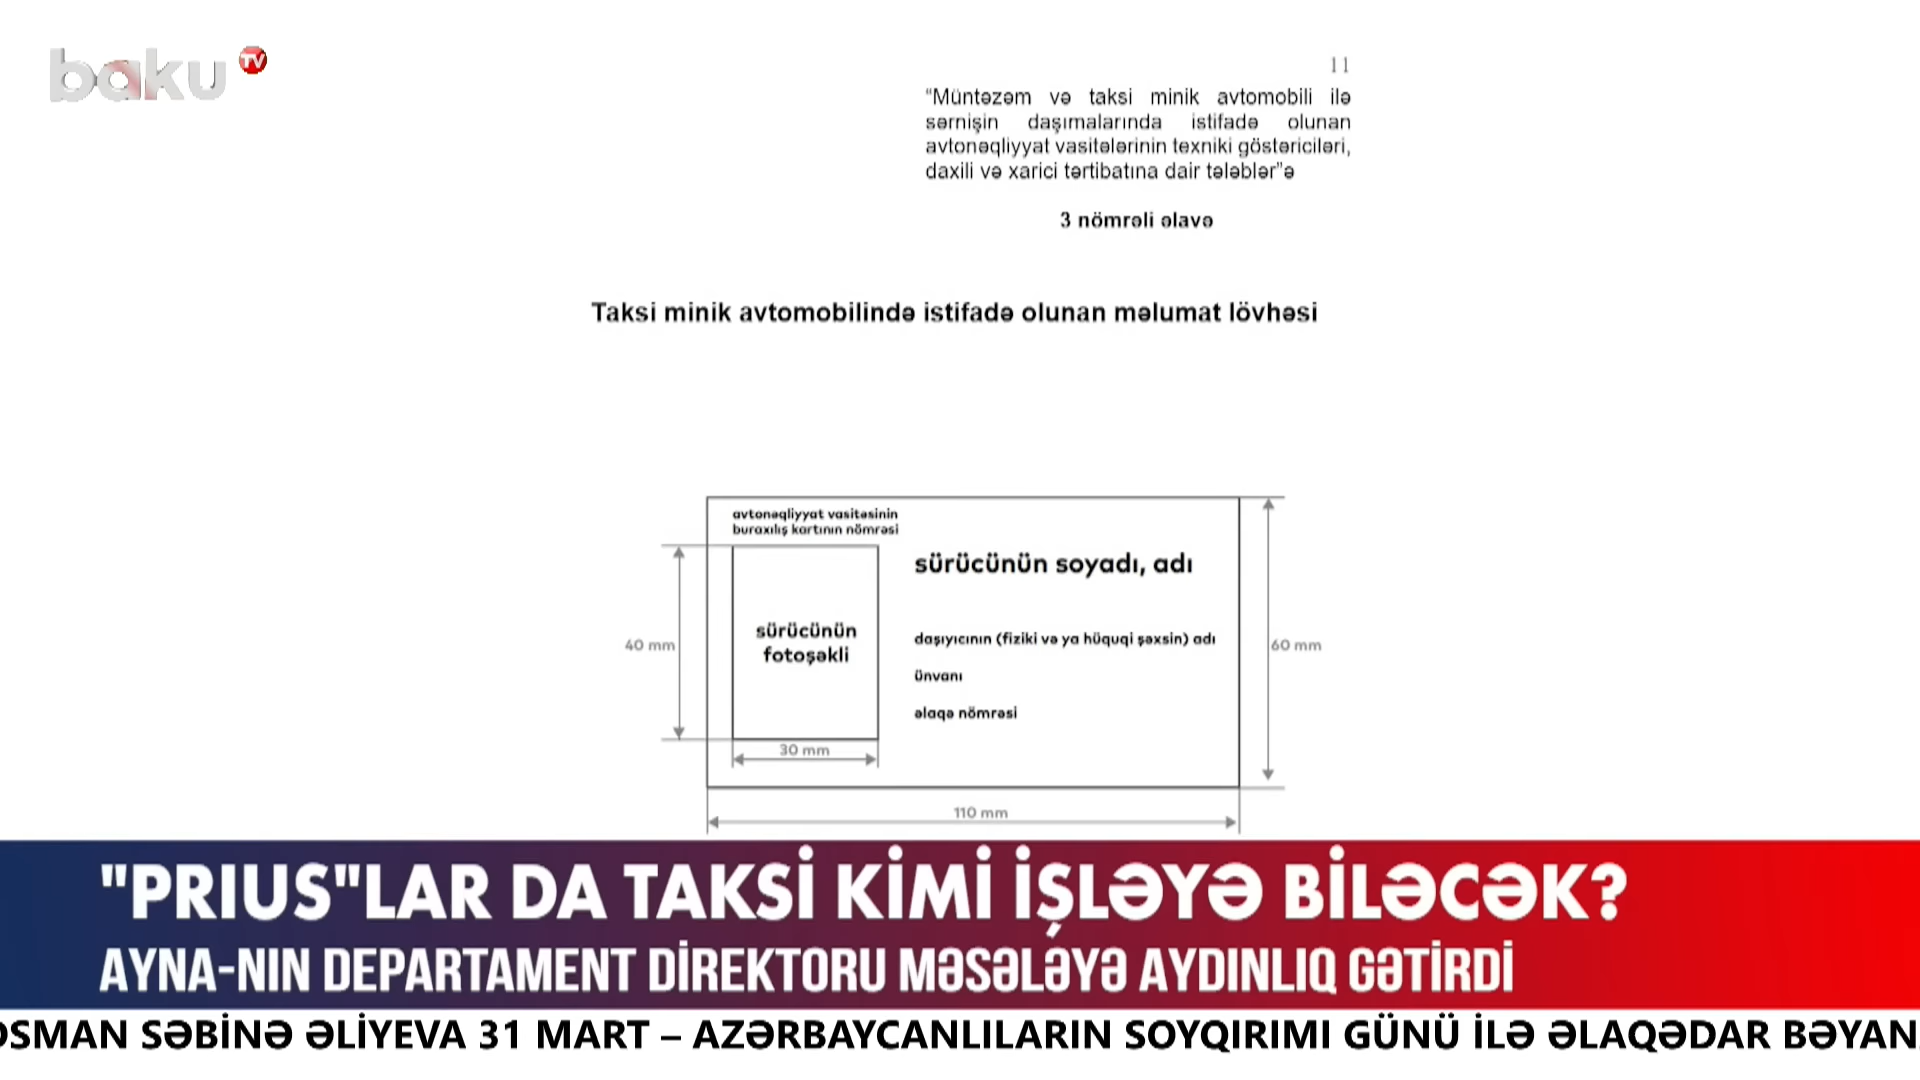 baku TV
11
“Müntəzəm və taksi minik avtomobili ilə
sərnişin daşımalarında istifadə olunan
avtonəqliyyat vasitələrinin texniki göstəriciləri,
daxili və xarici tərtibatına dair tələblər”ə
3 nömrəli əlavə
Taksi minik avtomobilində istifadə olunan məlumat lövhəsi
avtonəqliyyat vasitəsinin
buraxılış kartının nömrəsi
sürücünün soyadı, adı
sürücünün
fotoşəkli
daşıyıcının (fiziki və ya hüquqi şəxsin) adı
ünvanı
əlaqə nömrəsi
40 mm
60 mm
30 mm
110 mm
"PRIUS"LAR DA TAKSİ KİMİ İŞLƏYƏ BİLƏCƏK?
AYNA-NIN DEPARTAMENT DİREKTORU MƏSƏLƏYƏ AYDINLIQ GƏTİRDİ
OSMAN SƏBİNƏ ƏLİYEVA 31 MART – AZƏRBAYCANLILARIN SOYQIRIMI GÜNÜ İLƏ ƏLAQƏDAR BƏYAN